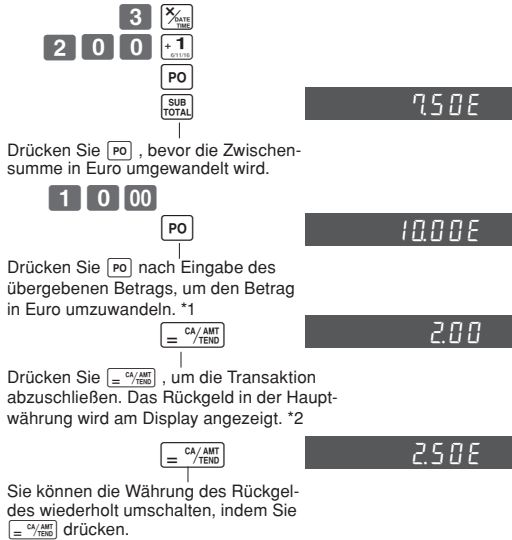 3 ×/DATE TIME
2 0 0 + 1 6/11/16
PO
SUB TOTAL 7.50E
Drücken Sie PO , bevor die Zwischen-
summe in Euro umgewandelt wird.
1 0 00
PO 10.00E
Drücken Sie PO nach Eingabe des
übergebenen Betrags, um den Betrag
in Euro umzuwandeln. *1
= CA/AMT/TEND 2.00
Drücken Sie = CA/AMT/TEND , um die Transaktion
abzuschließen. Das Rückgeld in der Haupt-
währung wird am Display angezeigt. *2
= CA/AMT/TEND 2.50E
Sie können die Währung des Rückgel-
des wiederholt umschalten, indem Sie
= CA/AMT/TEND drücken.